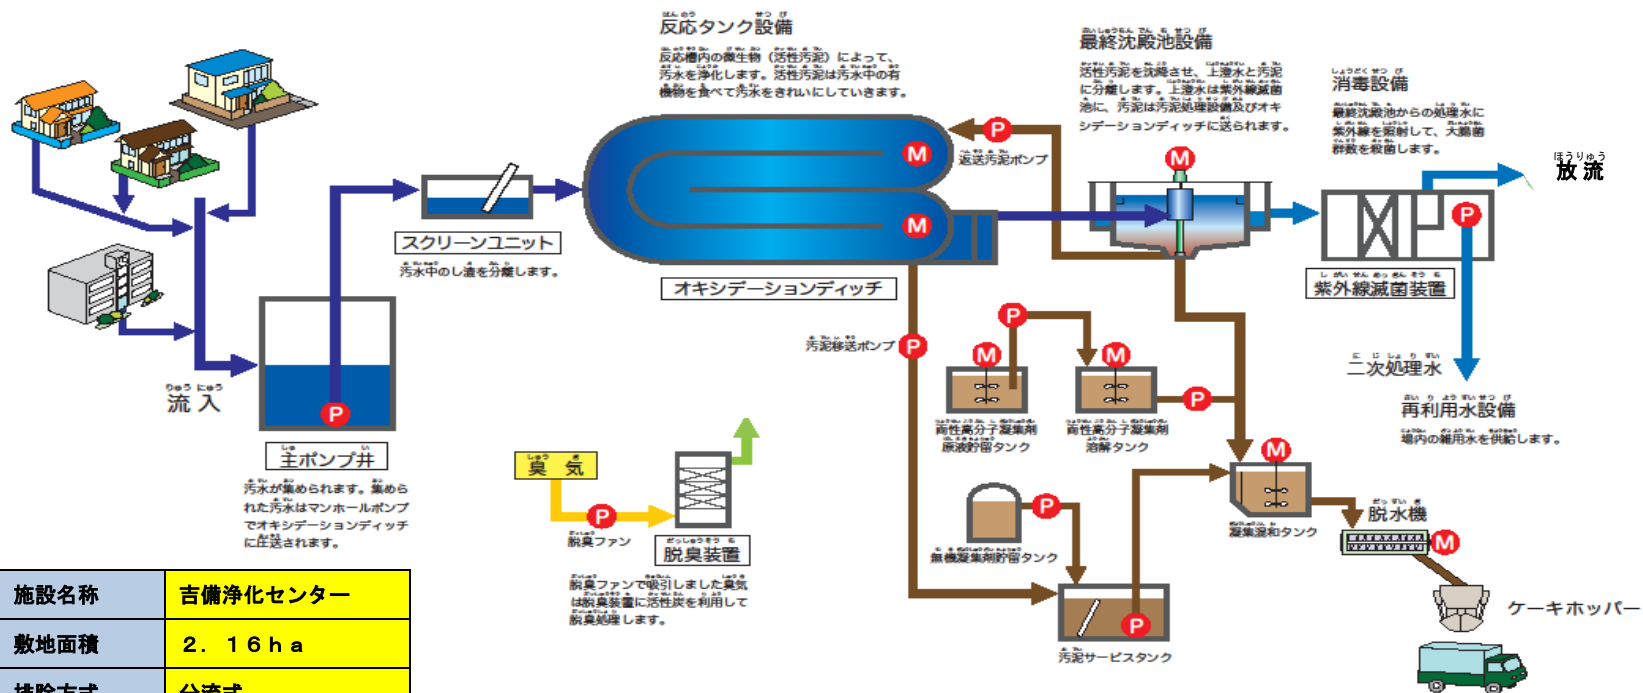 反応タンク設備
反応槽内の微生物（活性汚泥）によって、
汚水を浄化します。活性汚泥は汚水中の有
機物を食べて汚水をきれいにしていきます。
最終沈殿池設備
活性汚泥を沈降させ、上澄水と汚泥
に分離します。上澄水は紫外線滅菌
池に、汚泥は汚泥処理設備及びオキ
シデーションディッチに送られます。
消毒設備
最終沈殿池からの処理水に
紫外線を照射して、大腸菌
群数を殺菌します。
ほうりゅう
放流
P
返送汚泥ポンプ
M
M
M
P
スクリーンユニット
汚水中のし渣を分離します。
オキシデーションディッチ
紫外線滅菌装置
汚泥移送ポンプ
P
P
M
M
P
両性高分子凝集剤
原液貯留タンク
両性高分子凝集剤
溶解タンク
二次処理水
再利用水設備
場内の雑用水を供給します。
りゅう にゅう
流入
P
主ポンプ井
汚水が集められます。集めら
れた汚水はマンホールポンプ
でオキシデーションディッチ
に圧送されます。
臭気
P
脱臭ファン
脱臭装置
脱臭ファンで吸引しました臭気
は脱臭装置に活性炭を利用して
脱臭処理します。
P
無機凝集剤貯留タンク
M
凝集混和タンク
脱水機
M
P
汚泥サービスタンク
ケーキホッパー
施設名称 吉備浄化センター
敷地面積 ２．１６ｈａ
排除方式 分流式